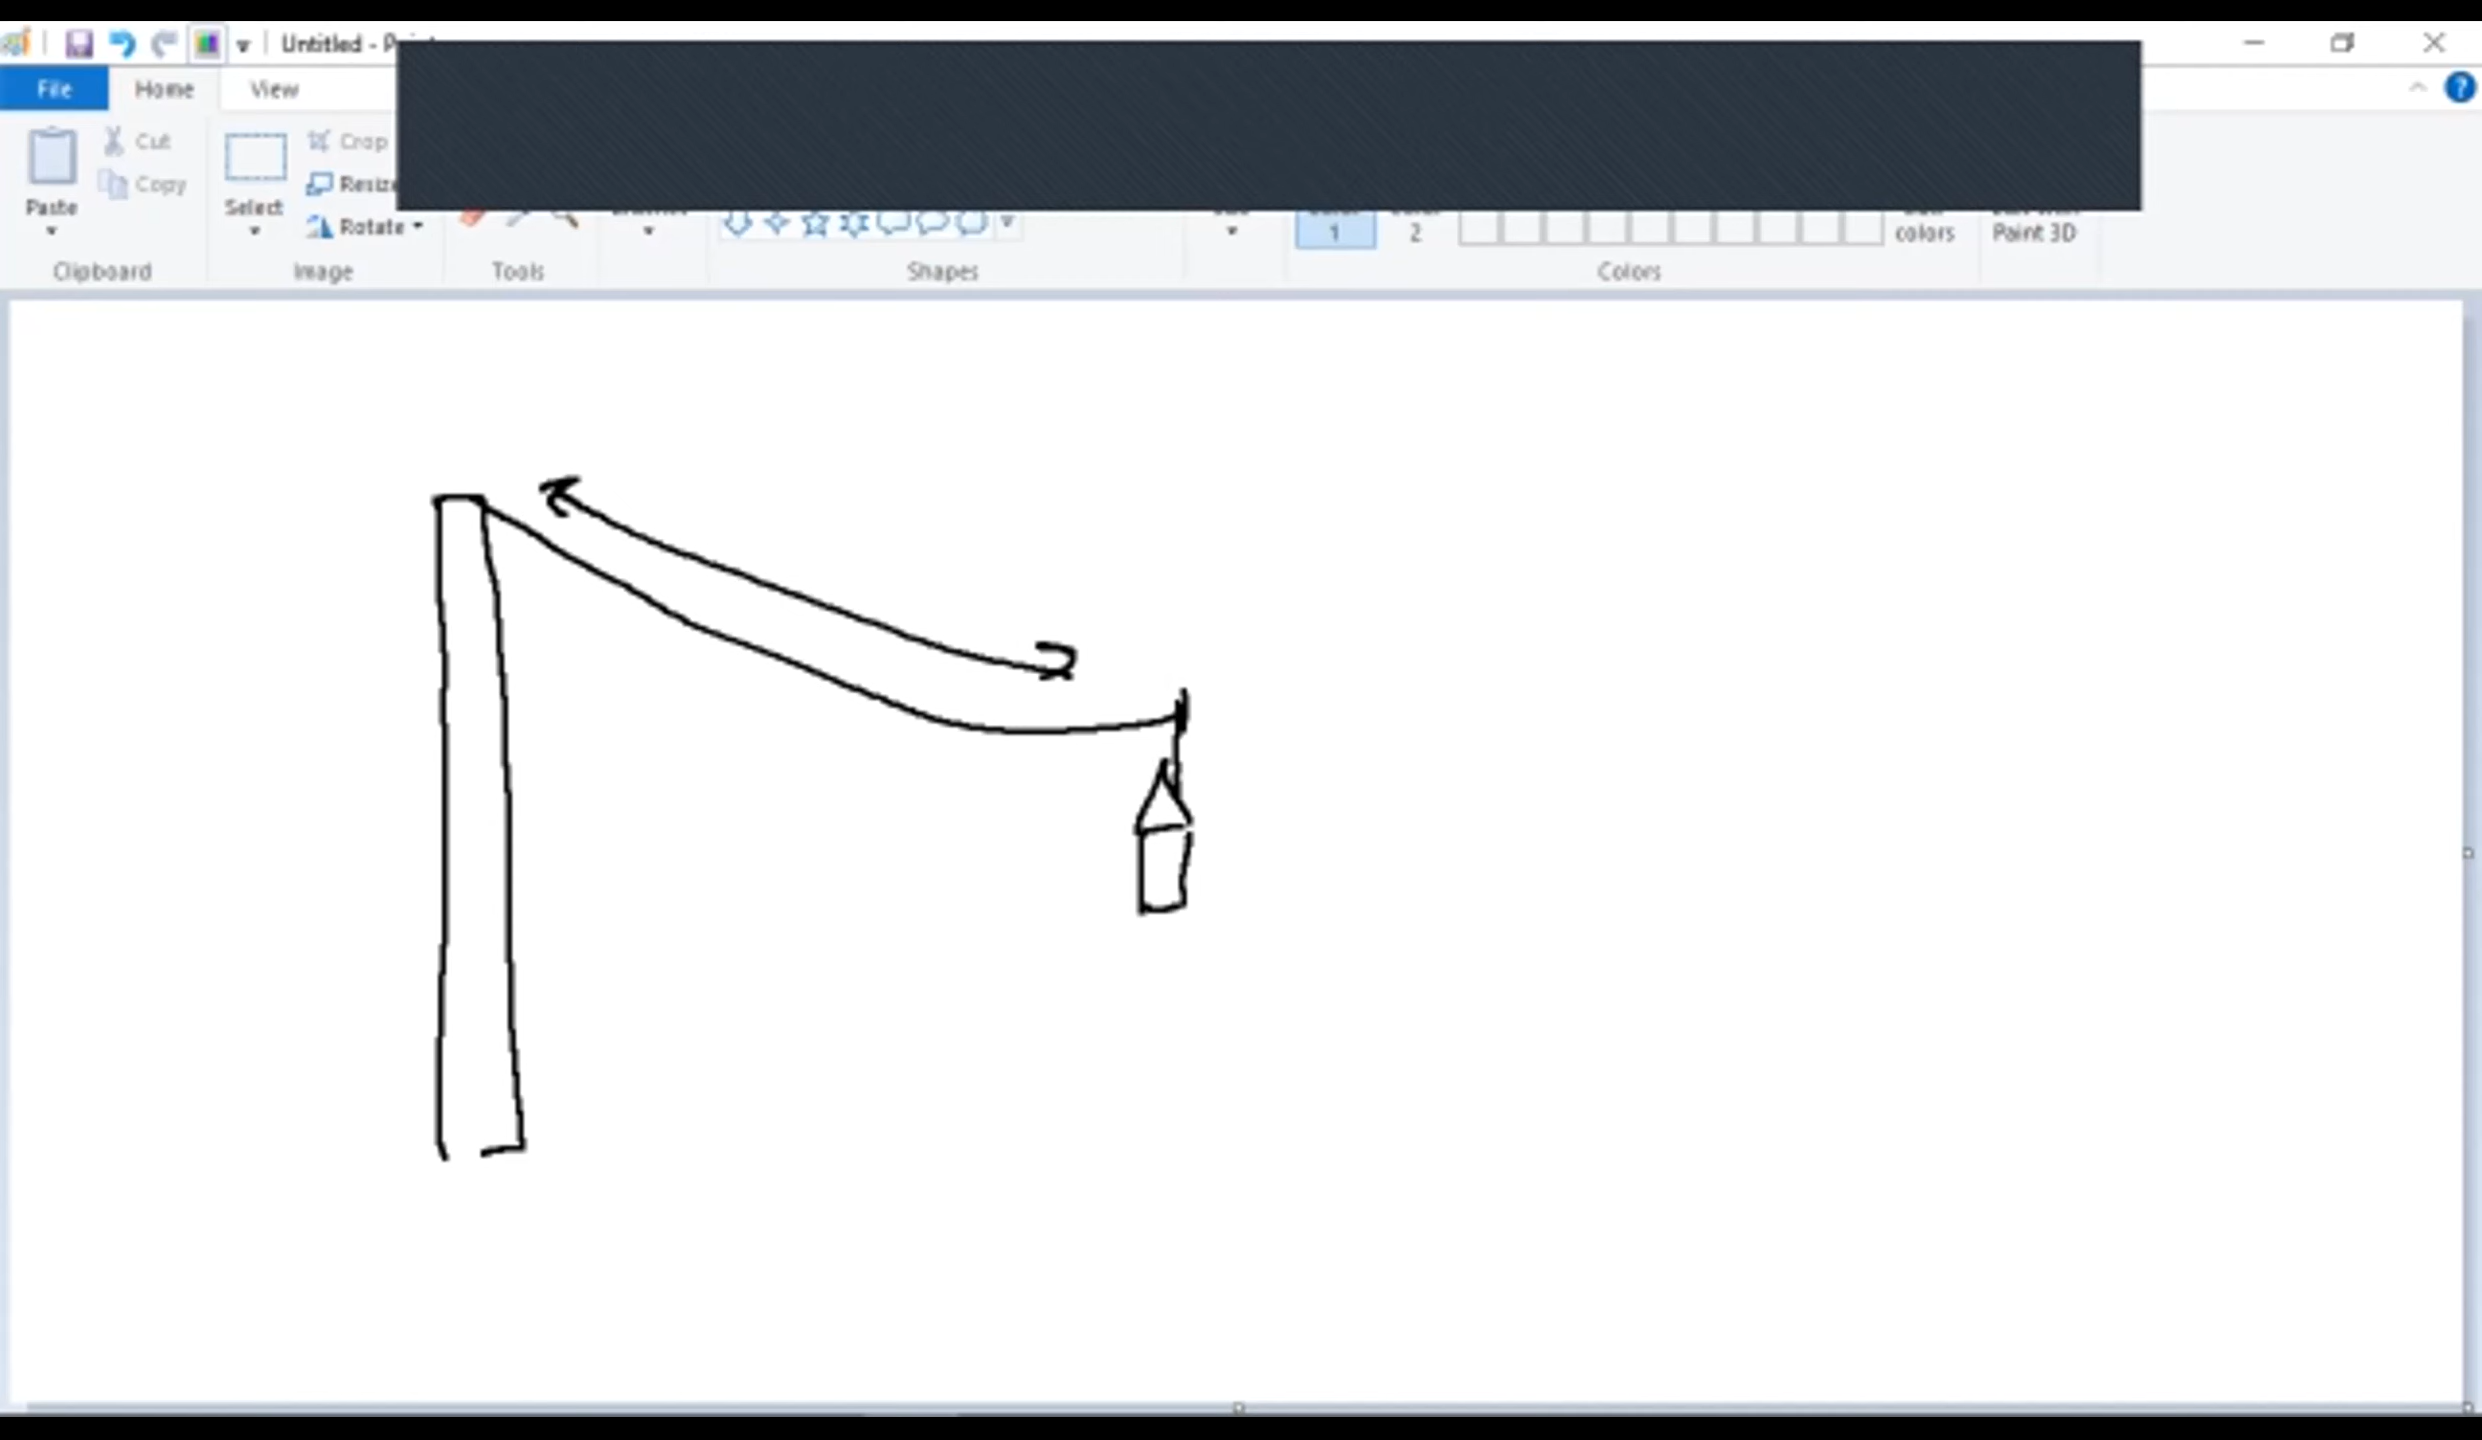 Untitled -
File Home View
Cut Crop
Copy Resize
Paste Select Rotate 1 2 colors Paint 3D
Clipboard Image Tools Shapes Colors